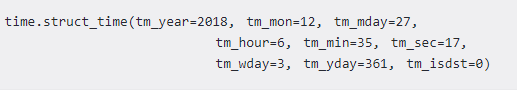 time.struct_time(tm_year=2018, tm_mon=12, tm_mday=27,
tm_hour=6, tm_min=35, tm_sec=17,
tm_wday=3, tm_yday=361, tm_isdst=0)